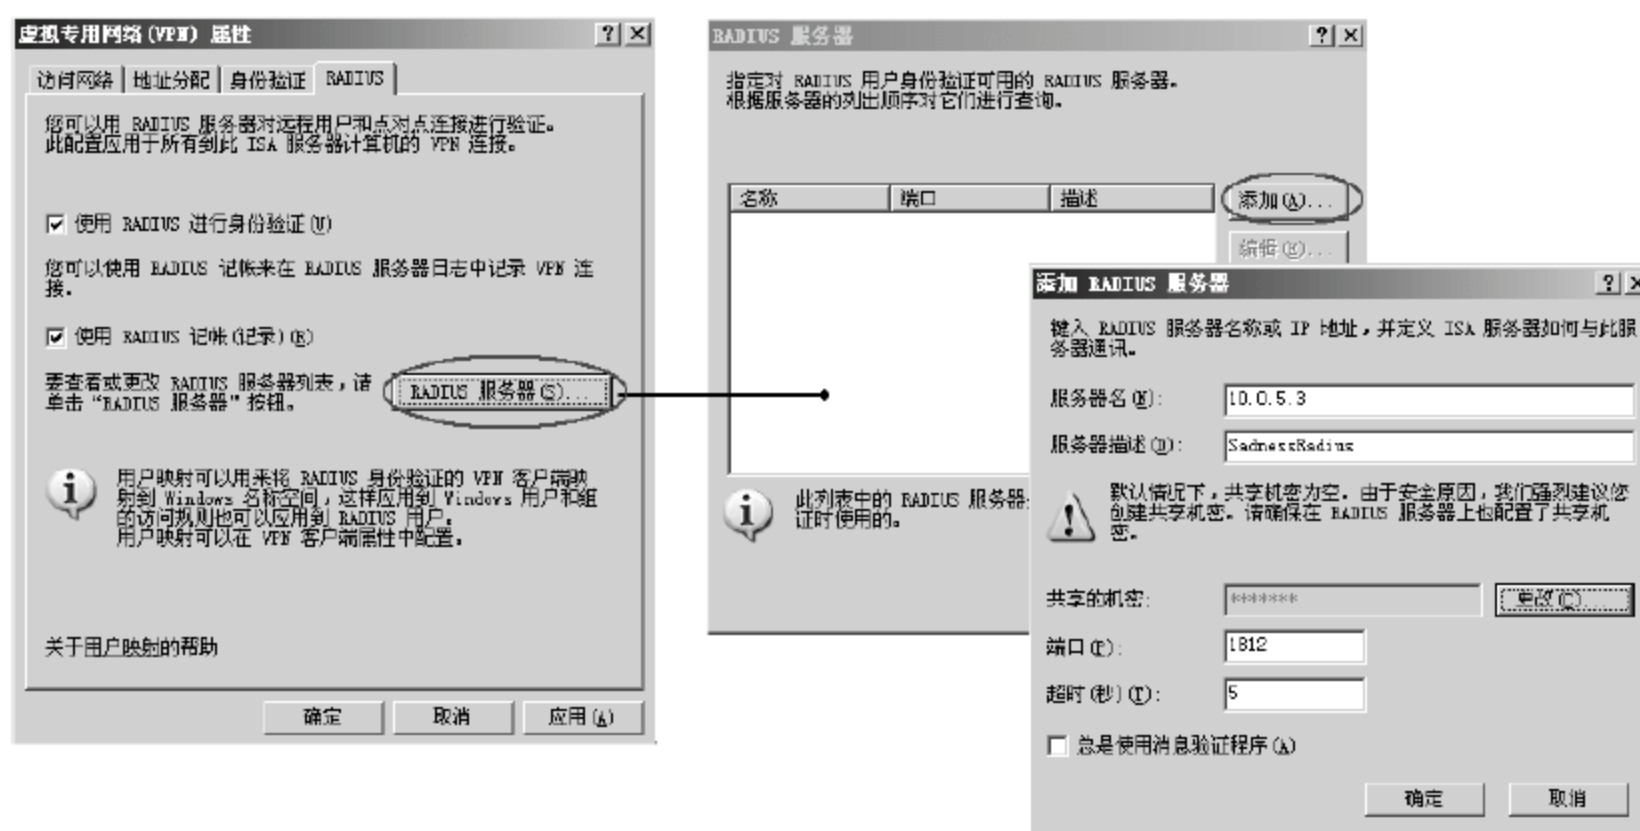 虚拟专用网络(VPN) 属性
访问网络 地址分配 身份验证 RADIUS
您可以用 RADIUS 服务器对远程用户和点对点连接进行验证。
此配置应用于所有到此 ISA 服务器计算机的 VPN 连接。
使用 RADIUS 进行身份验证(U)
您可以使用 RADIUS 记帐来在 RADIUS 服务器日志中记录 VPN 连
接。
使用 RADIUS 记帐(记录)(R)
要查看或更改 RADIUS 服务器列表，请
单击“RADIUS 服务器”按钮。
RADIUS 服务器(S)...
用户映射可以用来将 RADIUS 身份验证的 VPN 客户端映
射到 Windows 名称空间，这样应用到 Windows 用户和组
的访问规则也可以应用到 RADIUS 用户。
用户映射可以在 VPN 客户端属性中配置。
关于用户映射的帮助
确定 取消 应用(A)
RADIUS 服务器
指定对 RADIUS 用户身份验证可用的 RADIUS 服务器。
根据服务器的列出顺序对它们进行查询。
名称 端口 描述
添加(A)...
编辑(E)...
此列表中的 RADIUS 服务器
证时使用的。
添加 RADIUS 服务器
键入 RADIUS 服务器名称或 IP 地址，并定义 ISA 服务器如何与此服
务器通讯。
服务器名(N): 10.0.5.3
服务器描述(D): SadnessRadius
默认情况下，共享机密为空。由于安全原因，我们强烈建议您
创建共享机密。请确保在 RADIUS 服务器上也配置了共享机
密。
共享的机密: *******
更改(C)...
端口(P): 1812
超时(秒)(T): 5
总是使用消息验证程序(A)
确定 取消